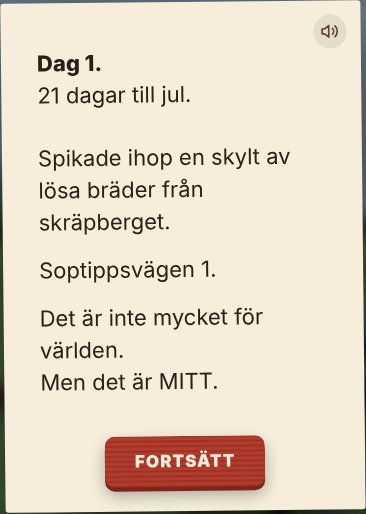 Dag 1.
21 dagar till jul.
Spikade ihop en skylt av
lösa bräder från
skräpberget.
Soptippsvägen 1.
Det är inte mycket för
världen.
Men det är MITT.
FORTSÄTT